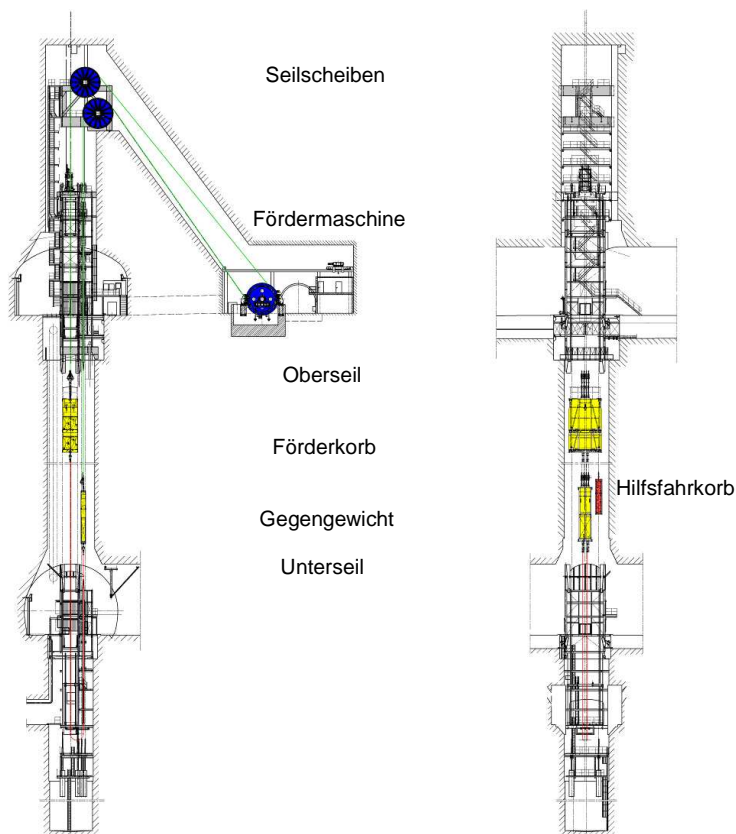 Seilscheiben
Fördermaschine
Oberseil
Förderkorb
Hilfsfahrkorb
Gegengewicht
Unterseil